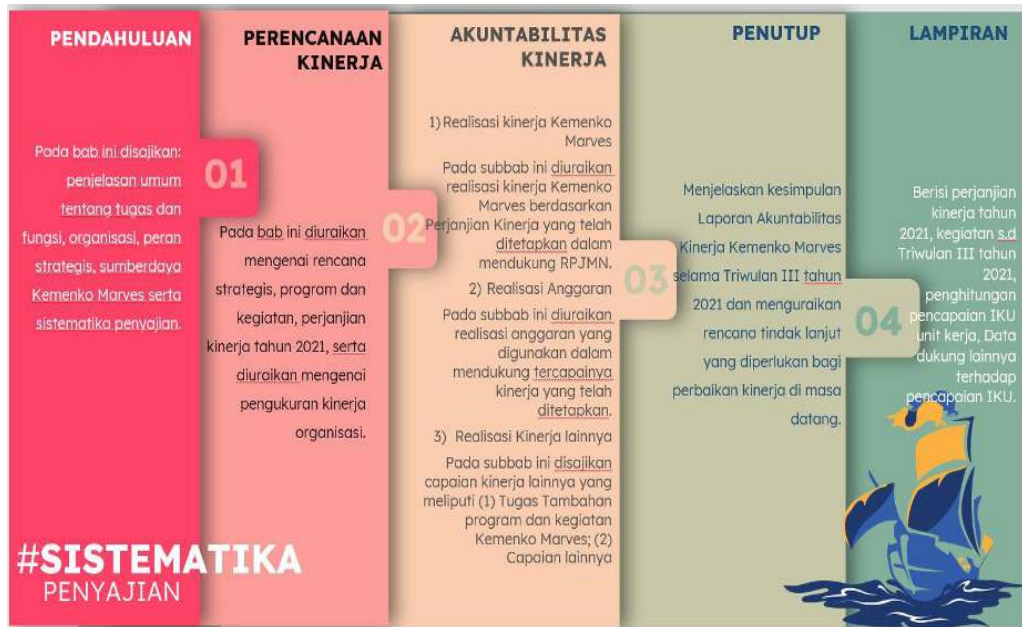 PENDAHULUAN
Pada bab ini disajikan:
penjelasan umum
tentang tugas dan
fungsi, organisasi, peran
strategis, sumberdaya
Kemenko Marves serta
sistematika penyajian.
01
PERENCANAAN
KINERJA
Pada bab ini diuraikan
mengenai rencana
strategis, program dan
kegiatan, perjanjian
kinerja tahun 2021, serta
diuraikan mengenai
pengukuran kinerja
organisasi.
02
AKUNTABILITAS
KINERJA
1) Realisasi kinerja Kemenko
Marves
Pada subbab ini diuraikan
realisasi kinerja Kemenko
Marves berdasarkan
Perjanjian Kinerja yang telah
ditetapkan dalam
mendukung RPJMN.
2) Realisasi Anggaran
Pada subbab ini diuraikan
realisasi anggaran yang
digunakan dalam
mendukung tercapainya
kinerja yang telah
ditetapkan.
3) Realisasi Kinerja lainnya
Pada subbab ini disajikan
capaian kinerja lainnya yang
meliputi (1) Tugas Tambahan
program dan kegiatan
Kemenko Marves; (2)
Capaian lainnya
03
PENUTUP
Menjelaskan kesimpulan
Laporan Akuntabilitas
Kinerja Kemenko Marves
selama Triwulan III tahun
2021 dan menguraikan
rencana tindak lanjut
yang diperlukan bagi
perbaikan kinerja di masa
datang.
04
LAMPIRAN
Berisi perjanjian
kinerja tahun
2021, kegiatan s.d
Triwulan III tahun
2021,
penghitungan
pencapaian IKU
unit kerja, Data
dukung lainnya
terhadap
pencapaian IKU.
#SISTEMATIKA
PENYAJIAN